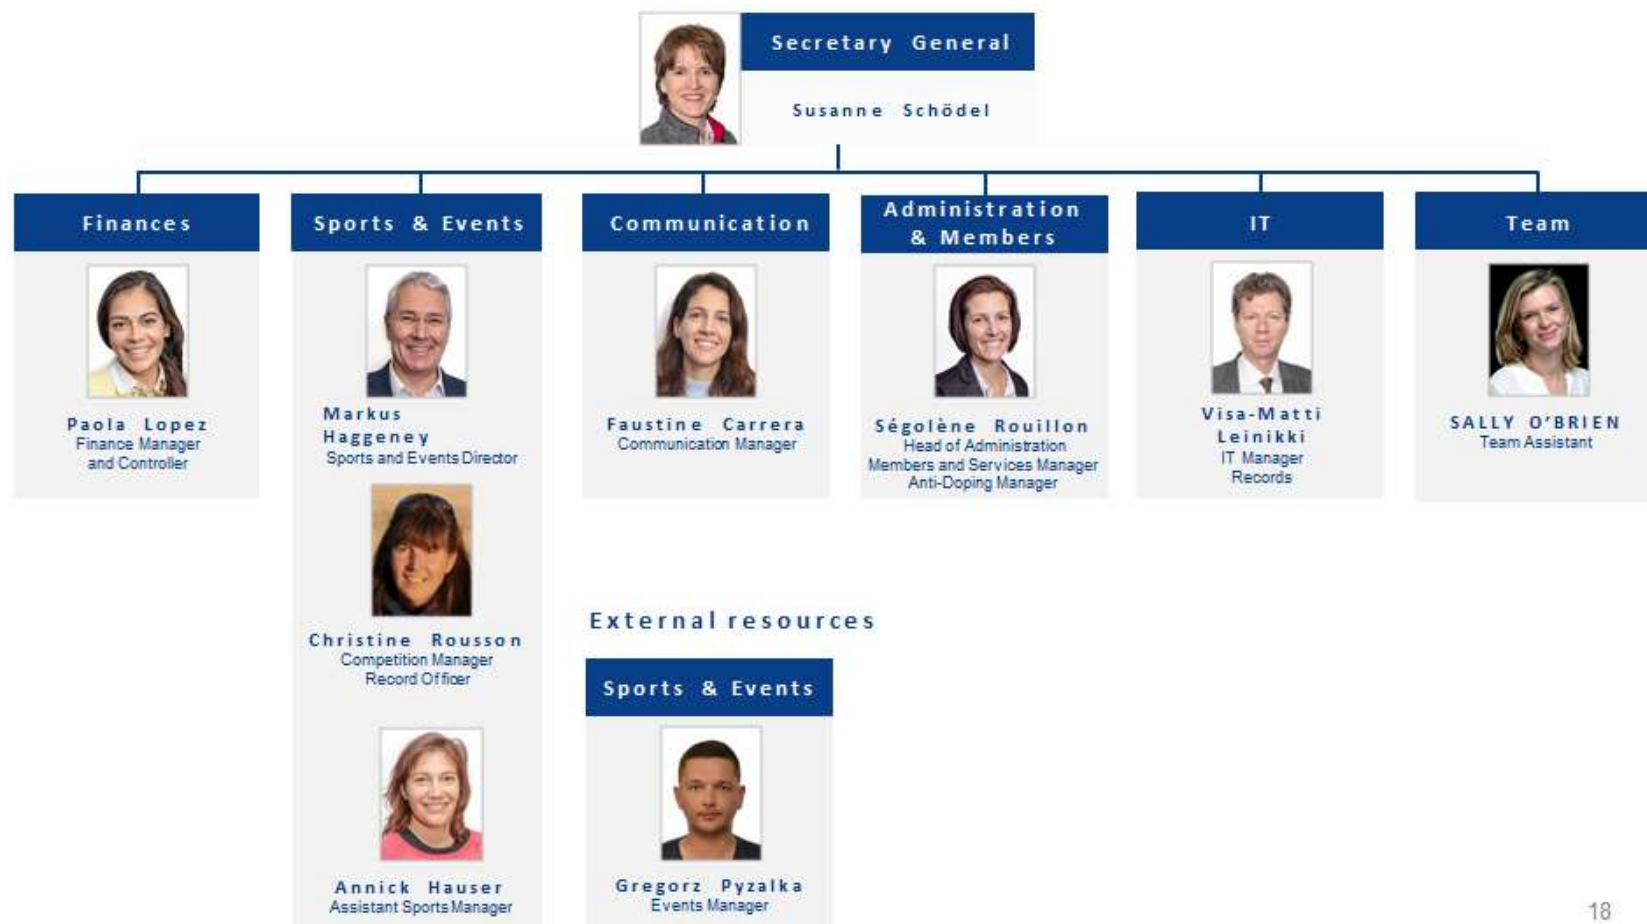 Secretary General
Susanne Schödel
Finances
Paola Lopez
Finance Manager
and Controller
Sports & Events
Markus
Haggeney
Sports and Events Director
Christine Rousson
Competition Manager
Record Officer
Annick Hauser
Assistant Sports Manager
Communication
Faustine Carrera
Communication Manager
Administration
& Members
Ségolène Rouillon
Head of Administration
Members and Services Manager
Anti-Doping Manager
IT
Visa-Matti
Leinikki
IT Manager
Records
Team
SALLY O'BRIEN
Team Assistant
External resources
Sports & Events
Gregorz Pyzalka
Events Manager
18